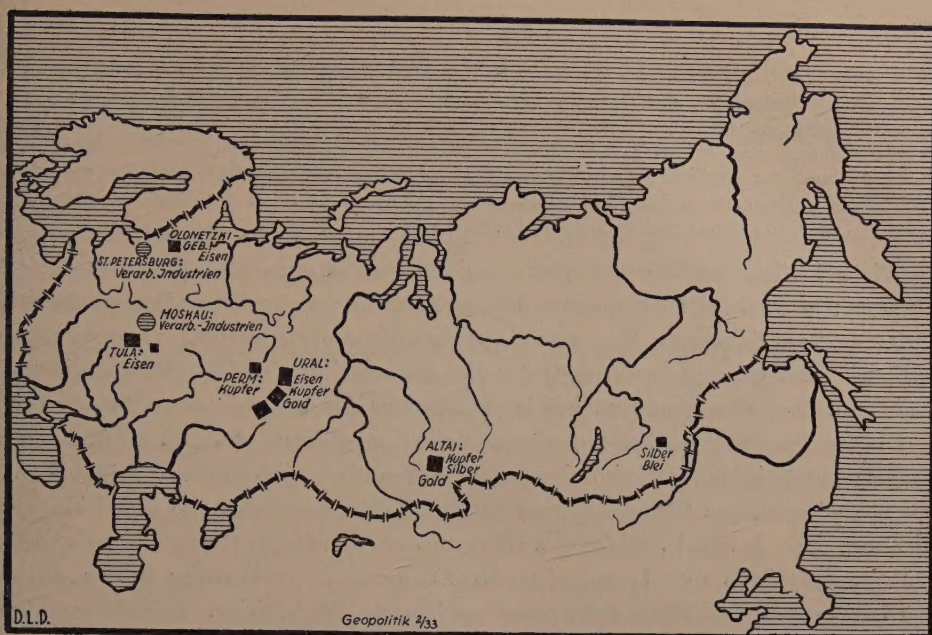 OLONETZKI-
GEB.:
Eisen
ST. PETERSBURG:
Verarb. Industrien
MOSKAU:
Verarb.-Industrien
TULA:
Eisen
PERM:
Kupfer
URAL:
Eisen
Kupfer
Gold
ALTAI:
Kupfer
Silber
Gold
Silber
Blei
D.L.D.
Geopolitik 2/33